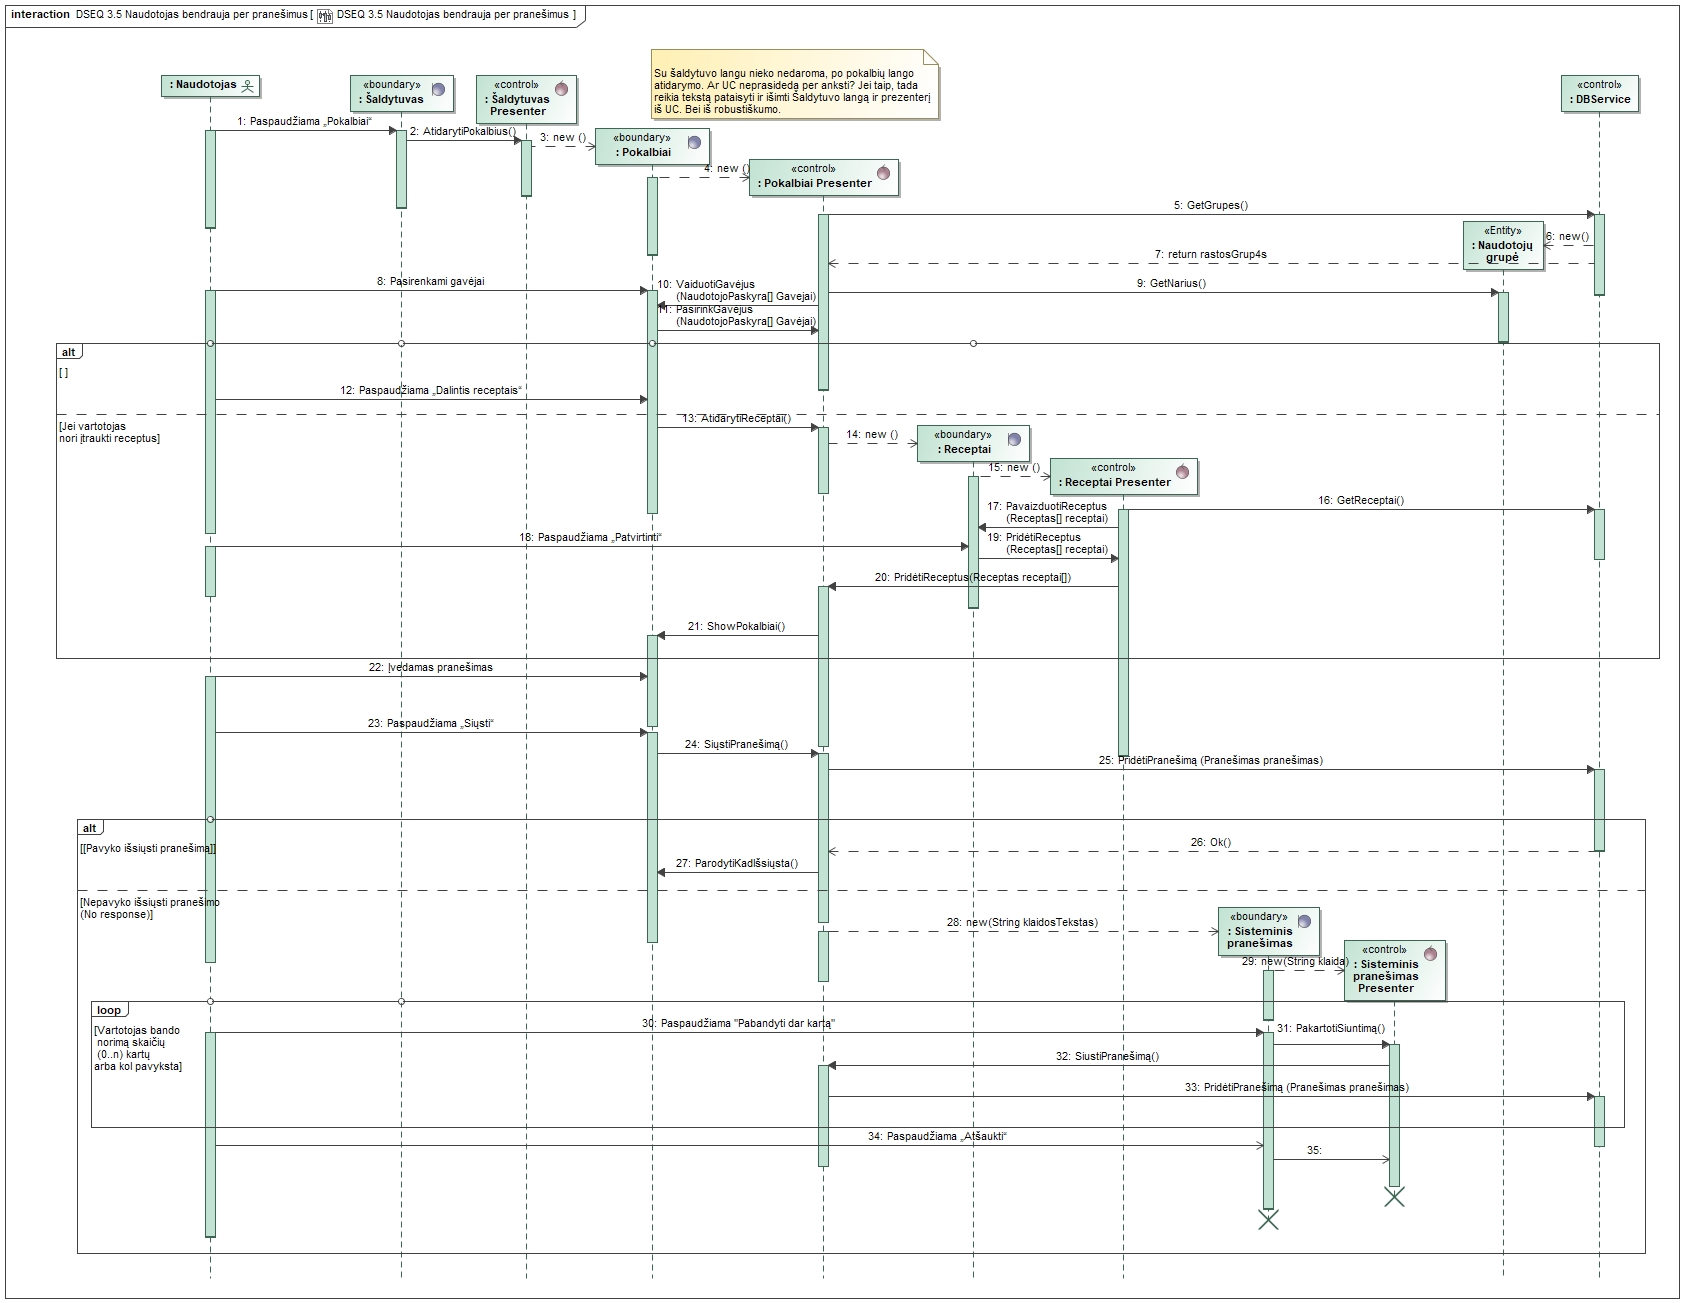 interaction DSEQ 3.5 Naudotojas bendrauja per pranešimus [ DSEQ 3.5 Naudotojas bendrauja per pranešimus ]
Su šaldytuvo langu nieko nedaroma, po pokalbių lango
atidarymo. Ar UC neprasidedą per anksti? Jei taip, tada
reikia tekstą pataisyti ir išimti Šaldytuvo langą ir prezenterį
iš UC. Bei iš robustiškumo.
: Naudotojas
«boundary»
: Šaldytuvas
«control»
: Šaldytuvas
Presenter
«control»
: DBService
1: Paspaudžiama „Pokalbiai“
2: AtidarytiPokalbius()
3: new ()
«boundary»
: Pokalbiai
4: new ()
«control»
: Pokalbiai Presenter
5: GetGrupes()
«Entity»
: Naudotojų
grupė
6: new()
7: return rastosGrup4s
8: Pasirenkami gavėjai
9: GetNarius()
10: VaiduotiGavėjus
(NaudotojoPaskyra[] Gavejai)
11: PasirinkGavėjus
(NaudotojoPaskyra[] Gavėjai)
alt
[ ]
12: Paspaudžiama „Dalintis receptais“
[Jei vartotojas
nori įtraukti receptus]
13: AtidarytiReceptai()
14: new ()
«boundary»
: Receptai
15: new ()
«control»
: Receptai Presenter
16: GetReceptai()
17: PavaizduotiReceptus
(Receptas[] receptai)
18: Paspaudžiama „Patvirtinti“
19: PridėtiReceptus
(Receptas[] receptai)
20: PridėtiReceptus(Receptas receptai[])
21: ShowPokalbiai()
22: Įvedamas pranešimas
23: Paspaudžiama „Siųsti“
24: SiųstiPranešimą()
25: PridėtiPranešimą (Pranešimas pranešimas)
alt
[[Pavyko išsiųsti pranešimą]]
26: Ok()
27: ParodytiKadIšsiųsta()
[Nepavyko išsiųsti pranešimo
(No response)]
28: new(String klaidosTekstas)
«boundary»
: Sisteminis
pranešimas
29: new(String klaida)
«control»
: Sisteminis
pranešimas
Presenter
loop
[Vartotojas bando
norimą skaičių
(0..n) kartų
arba kol pavyksta]
30: Paspaudžiama "Pabandyti dar kartą"
31: PakartotiSiuntimą()
32: SiustiPranešimą()
33: PridėtiPranešimą (Pranešimas pranešimas)
34: Paspaudžiama „Atšaukti“
35: